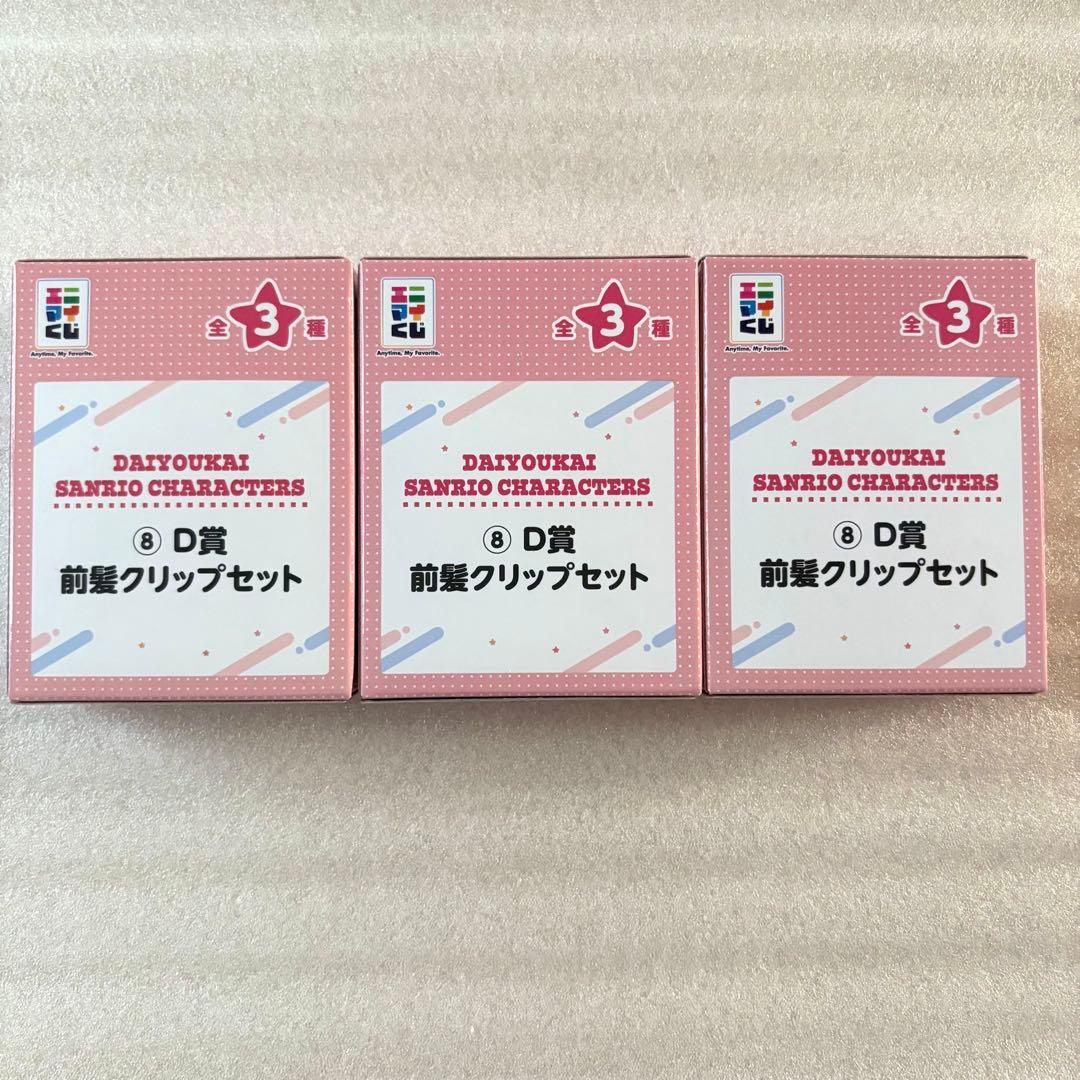 エニ
マイ
くじ
Anytime, My Favorite.
全3種
DAIYOUKAI
SANRIO CHARACTERS
⑧ D賞
前髪クリップセット
エニ
マイ
くじ
Anytime, My Favorite.
全3種
DAIYOUKAI
SANRIO CHARACTERS
⑧ D賞
前髪クリップセット
エニ
マイ
くじ
Anytime, My Favorite.
全3種
DAIYOUKAI
SANRIO CHARACTERS
⑧ D賞
前髪クリップセット